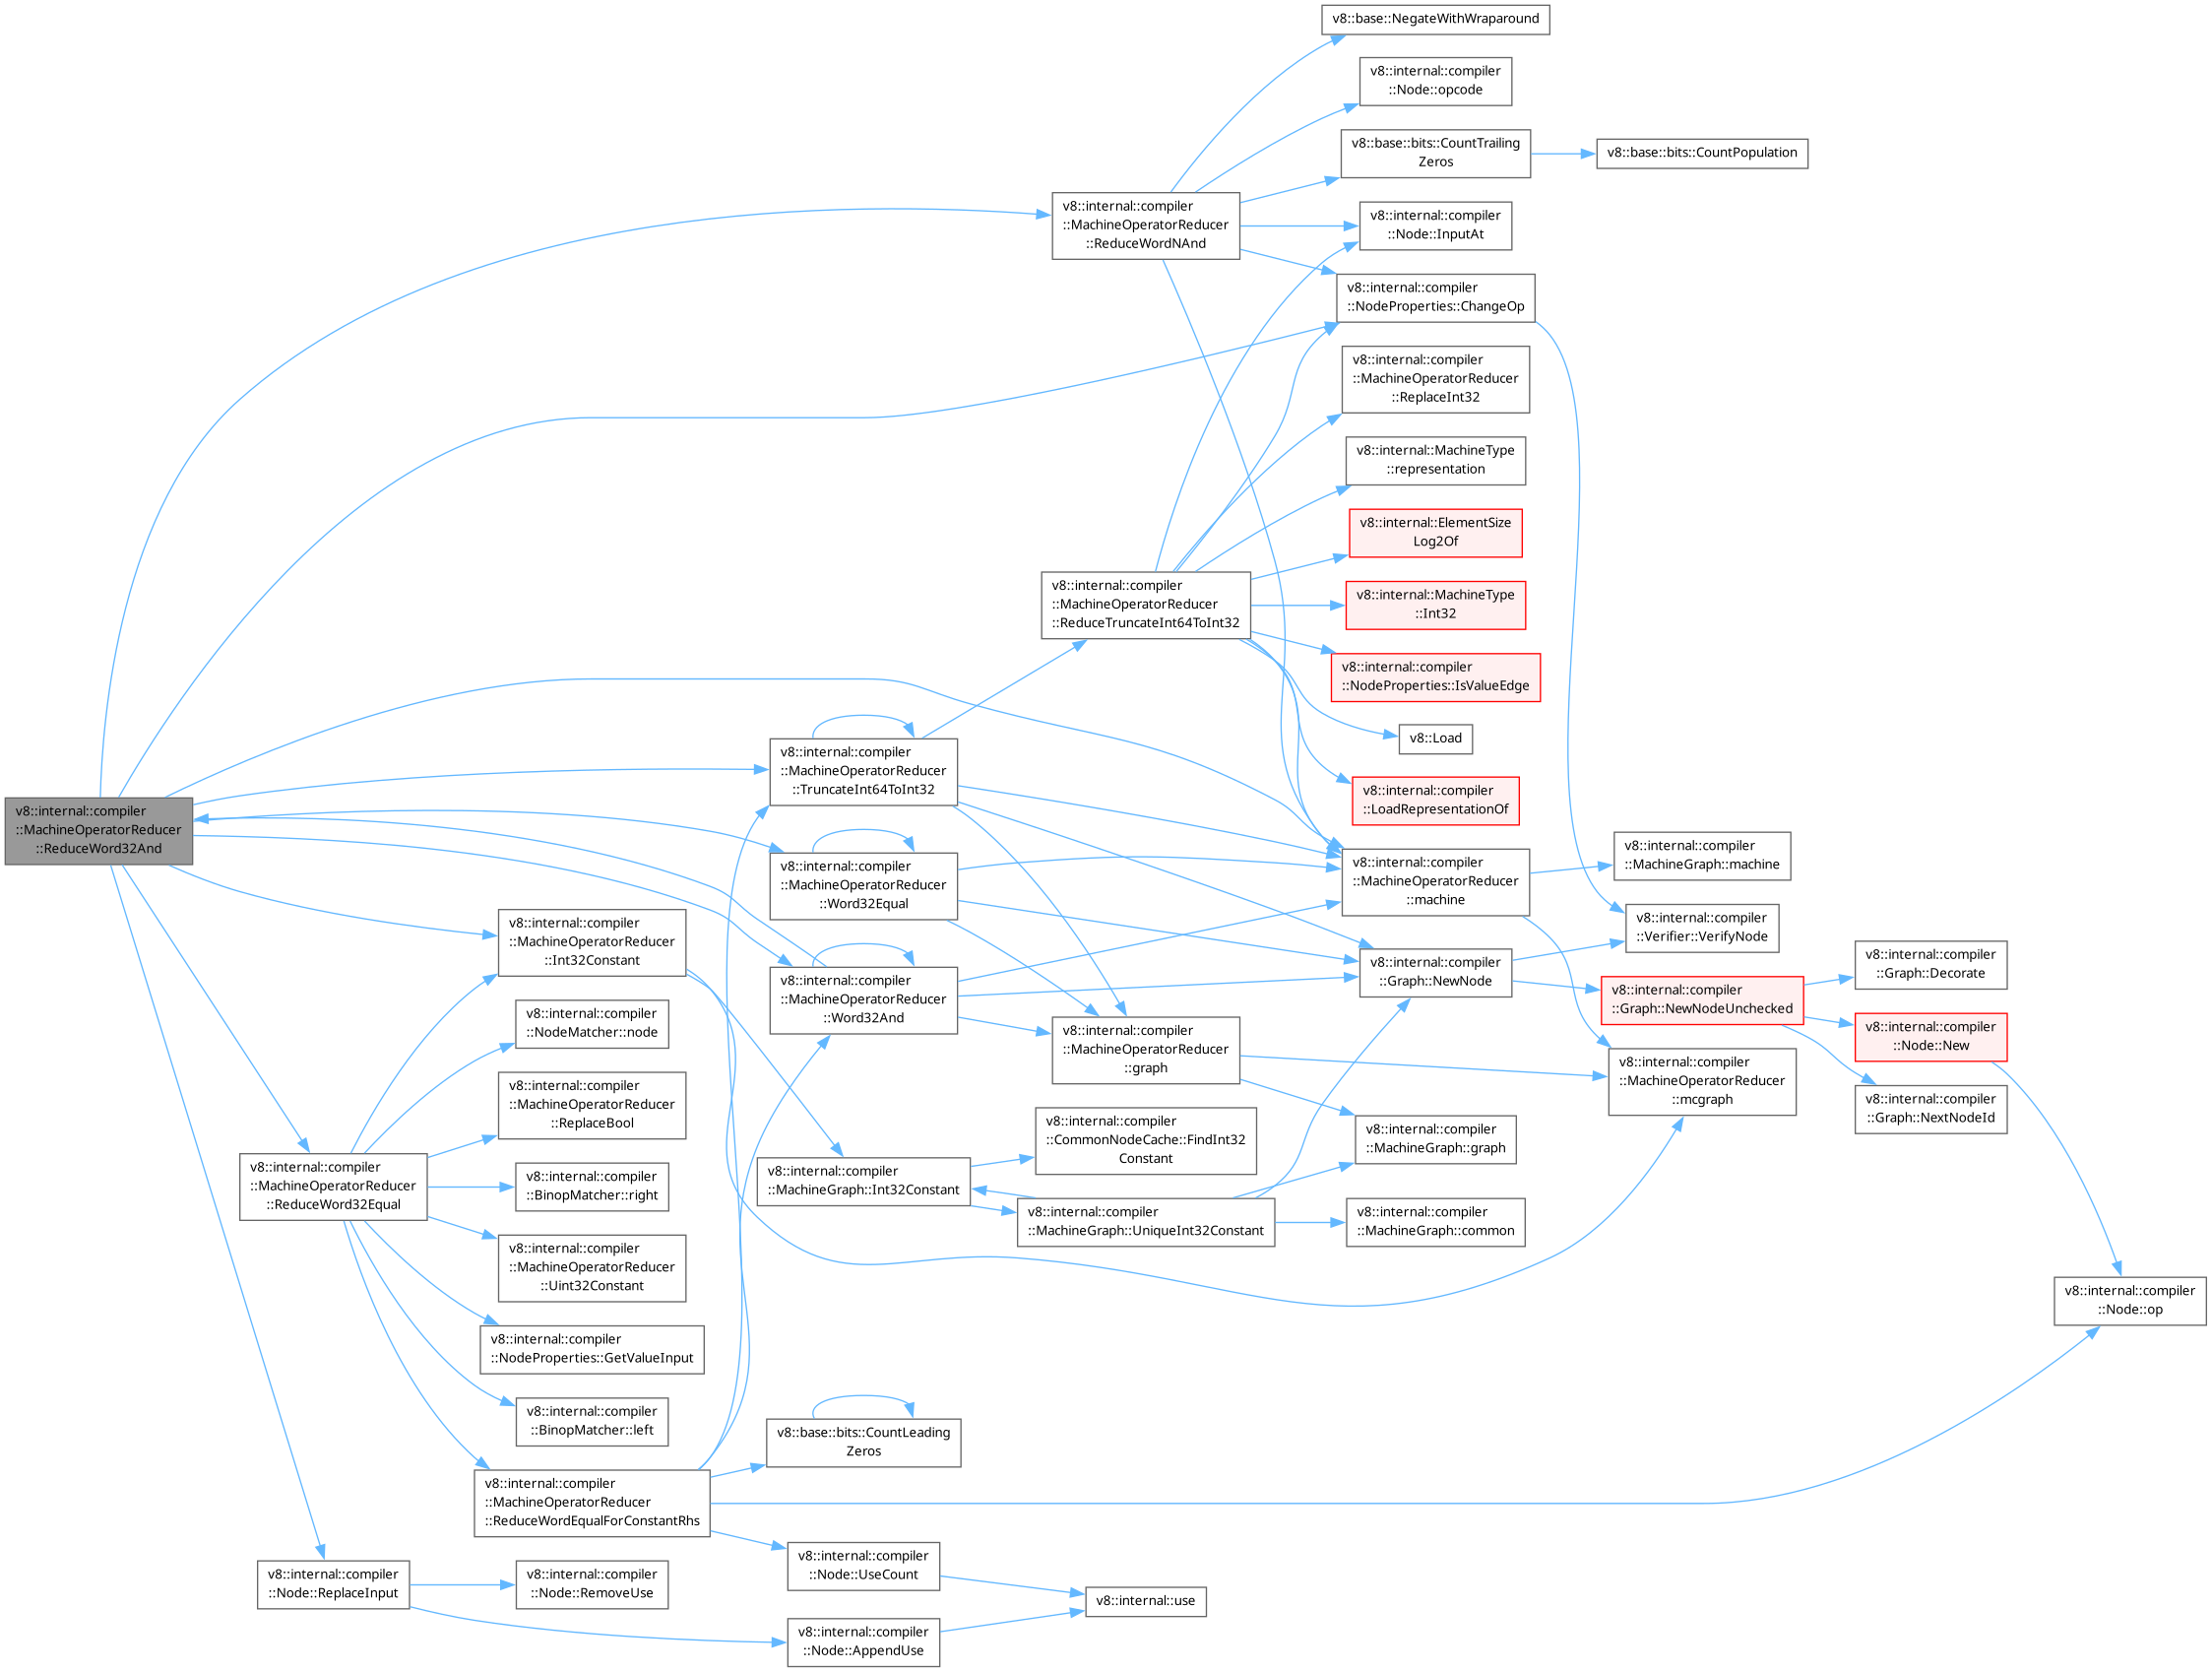 v8::internal::compiler
::MachineOperatorReducer
::ReduceWord32And
v8::internal::compiler
::MachineOperatorReducer
::ReduceWord32Equal
v8::internal::compiler
::Node::ReplaceInput
v8::internal::compiler
::MachineOperatorReducer
::Int32Constant
v8::internal::compiler
::NodeMatcher::node
v8::internal::compiler
::MachineOperatorReducer
::ReplaceBool
v8::internal::compiler
::BinopMatcher::right
v8::internal::compiler
::MachineOperatorReducer
::Uint32Constant
v8::internal::compiler
::NodeProperties::GetValueInput
v8::internal::compiler
::BinopMatcher::left
v8::internal::compiler
::MachineOperatorReducer
::ReduceWordEqualForConstantRhs
v8::internal::compiler
::Node::RemoveUse
v8::internal::compiler
::MachineOperatorReducer
::TruncateInt64ToInt32
v8::internal::compiler
::MachineOperatorReducer
::Word32Equal
v8::internal::compiler
::MachineOperatorReducer
::Word32And
v8::internal::compiler
::MachineGraph::Int32Constant
v8::base::bits::CountLeading
Zeros
v8::internal::compiler
::Node::UseCount
v8::internal::compiler
::Node::AppendUse
v8::internal::compiler
::MachineOperatorReducer
::ReduceWordNAnd
v8::internal::compiler
::MachineOperatorReducer
::ReduceTruncateInt64ToInt32
v8::internal::compiler
::MachineOperatorReducer
::graph
v8::internal::compiler
::CommonNodeCache::FindInt32
Constant
v8::internal::compiler
::MachineGraph::UniqueInt32Constant
v8::internal::use
v8::base::NegateWithWraparound
v8::internal::compiler
::Node::opcode
v8::base::bits::CountTrailing
Zeros
v8::internal::compiler
::Node::InputAt
v8::internal::compiler
::NodeProperties::ChangeOp
v8::internal::compiler
::MachineOperatorReducer
::ReplaceInt32
v8::internal::MachineType
::representation
v8::internal::ElementSize
Log2Of
v8::internal::MachineType
::Int32
v8::internal::compiler
::NodeProperties::IsValueEdge
v8::Load
v8::internal::compiler
::LoadRepresentationOf
v8::internal::compiler
::MachineOperatorReducer
::machine
v8::internal::compiler
::Graph::NewNode
v8::internal::compiler
::MachineGraph::graph
v8::internal::compiler
::MachineGraph::common
v8::base::bits::CountPopulation
v8::internal::compiler
::MachineGraph::machine
v8::internal::compiler
::Verifier::VerifyNode
v8::internal::compiler
::Graph::NewNodeUnchecked
v8::internal::compiler
::MachineOperatorReducer
::mcgraph
v8::internal::compiler
::Graph::Decorate
v8::internal::compiler
::Node::New
v8::internal::compiler
::Graph::NextNodeId
v8::internal::compiler
::Node::op